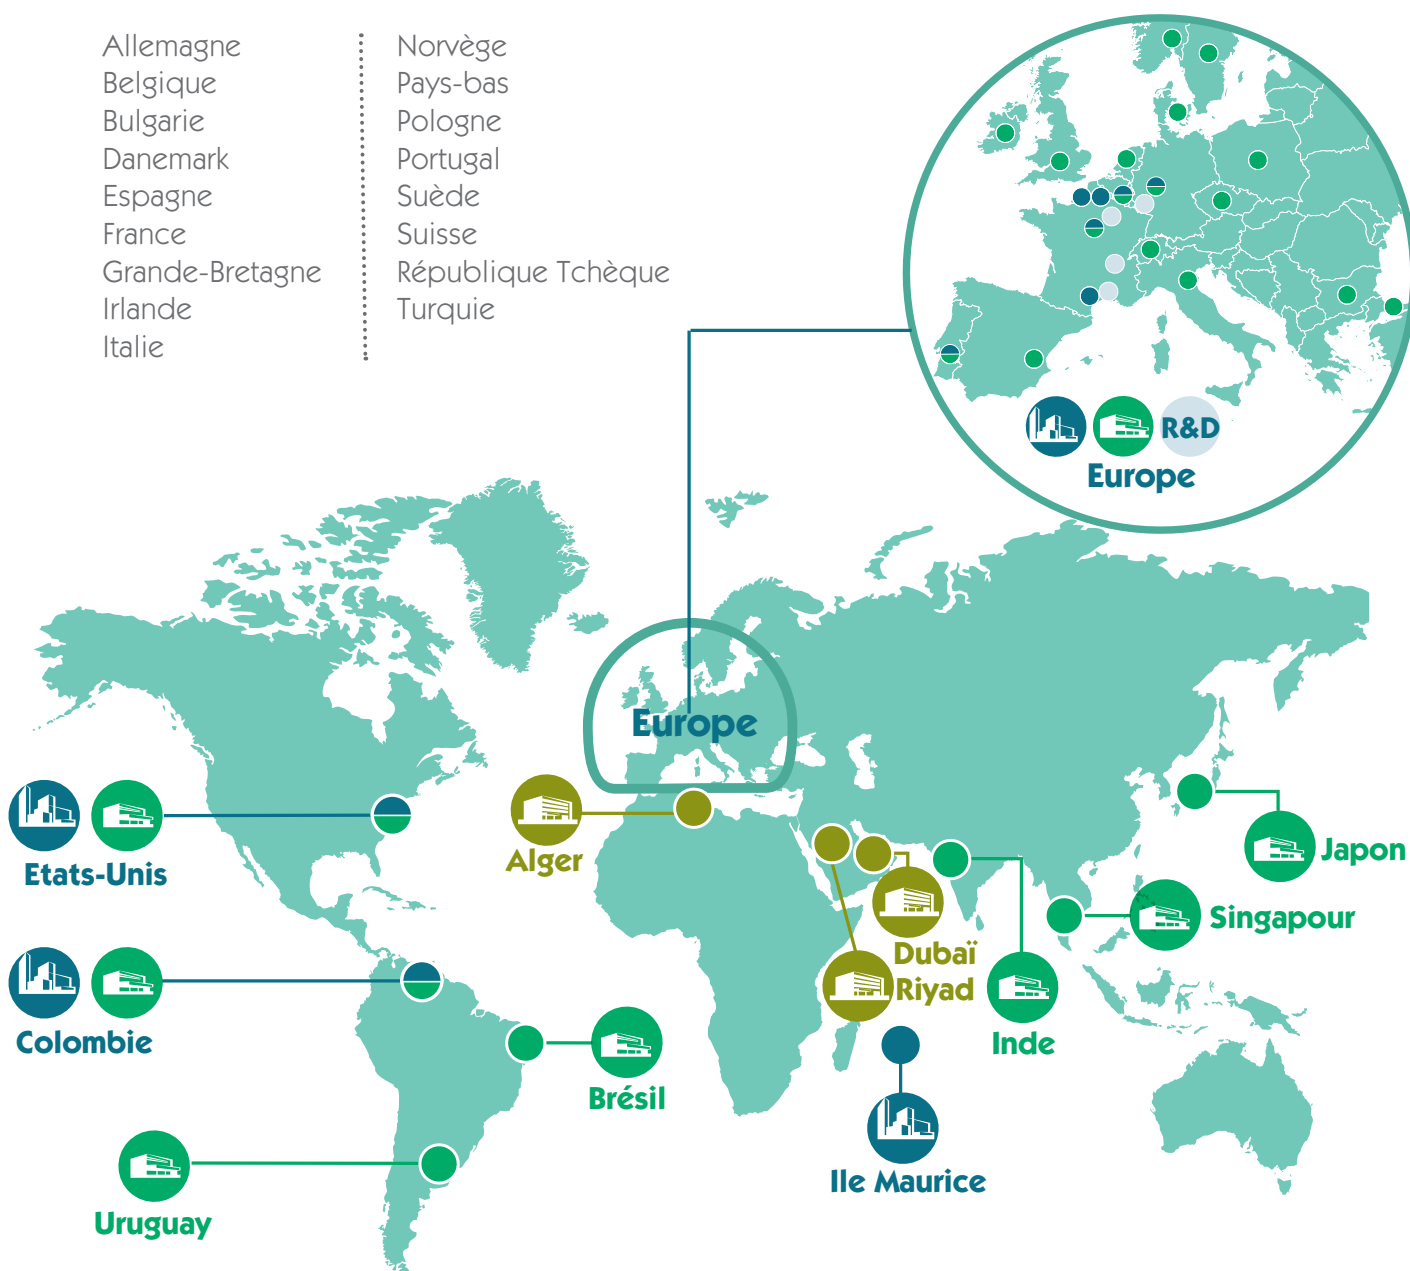 Allemagne
Belgique
Bulgarie
Danemark
Espagne
France
Grande-Bretagne
Irlande
Italie
Norvège
Pays-bas
Pologne
Portugal
Suède
Suisse
République Tchèque
Turquie
R&D
Europe
Europe
Etats-Unis
Alger
Japon
Singapour
Dubaï
Riyad
Colombie
Inde
Brésil
Ile Maurice
Uruguay